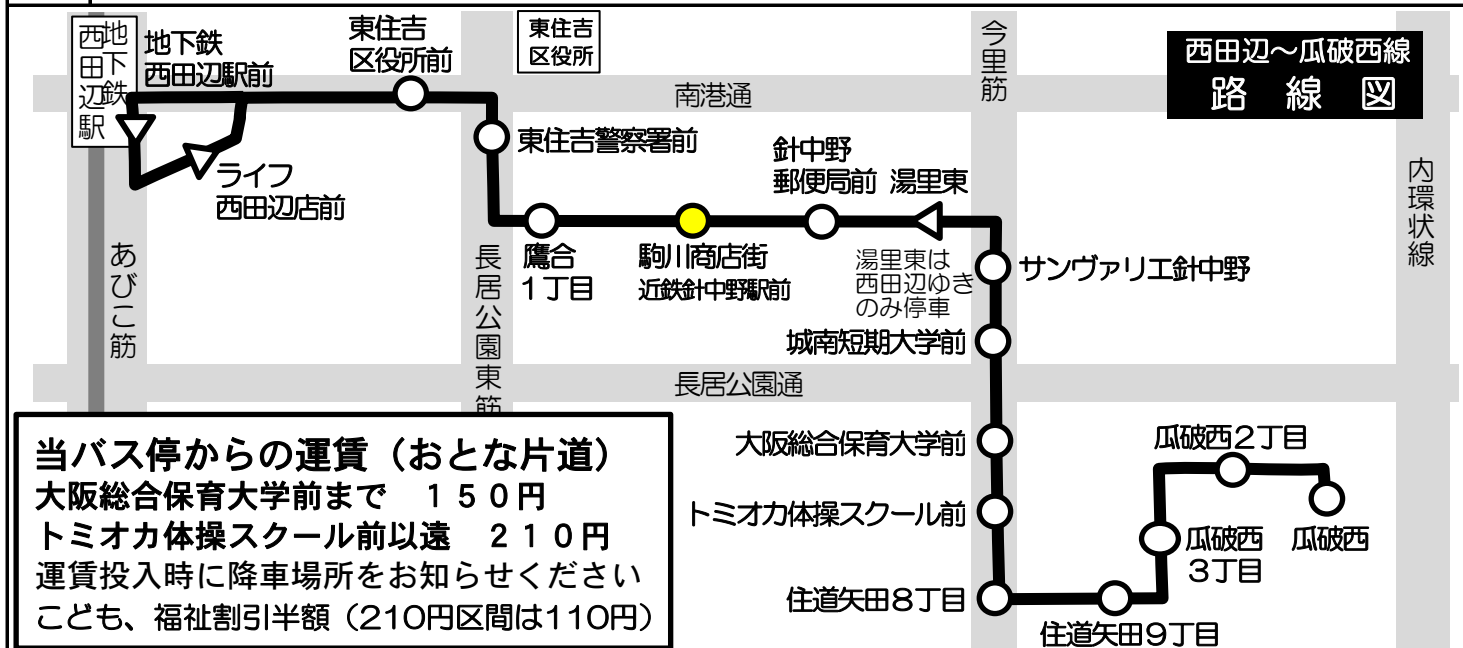 西田辺～瓜破西線
路線図
地下鉄
西田辺駅
地下鉄
西田辺駅前
東住吉
区役所前
東住吉
区役所
南港通
今里筋
内環状線
東住吉警察署前
針中野
郵便局前
湯里東
ライフ
西田辺店前
あびこ筋
長居公園東筋
鷹合
1丁目
駒川商店街
近鉄針中野駅前
湯里東は
西田辺ゆき
のみ停車
サンヴァリエ針中野
城南短期大学前
長居公園通
大阪総合保育大学前
トミオカ体操スクール前
住道矢田8丁目
住道矢田9丁目
瓜破西
3丁目
瓜破西2丁目
瓜破西
当バス停からの運賃（おとな片道）
大阪総合保育大学前まで　１５０円
トミオカ体操スクール前以遠　２１０円
運賃投入時に降車場所をお知らせください
こども、福祉割引半額（210円区間は110円）